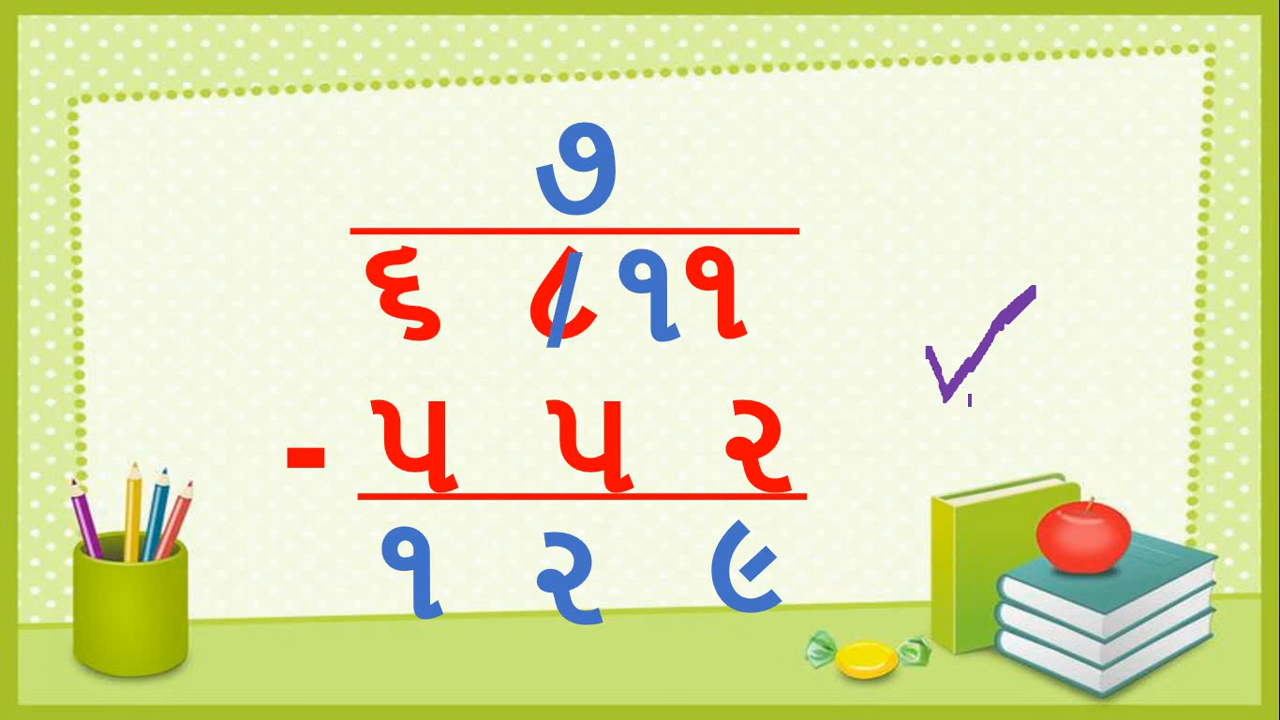 ૭
૬ ૮ ૧૧
- ૫ ૫ ૨
૧ ૨ ૯